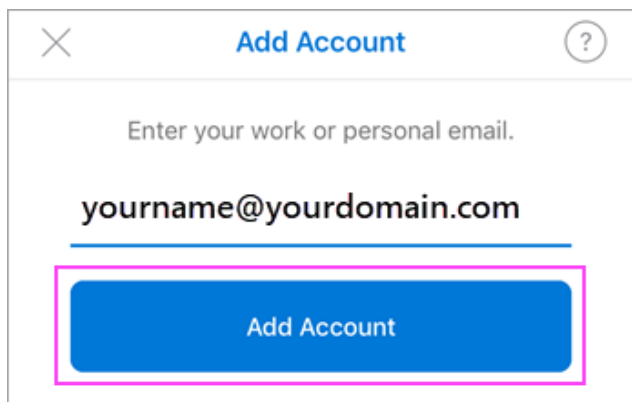 Add Account
?
Enter your work or personal email.
yourname@yourdomain.com
Add Account